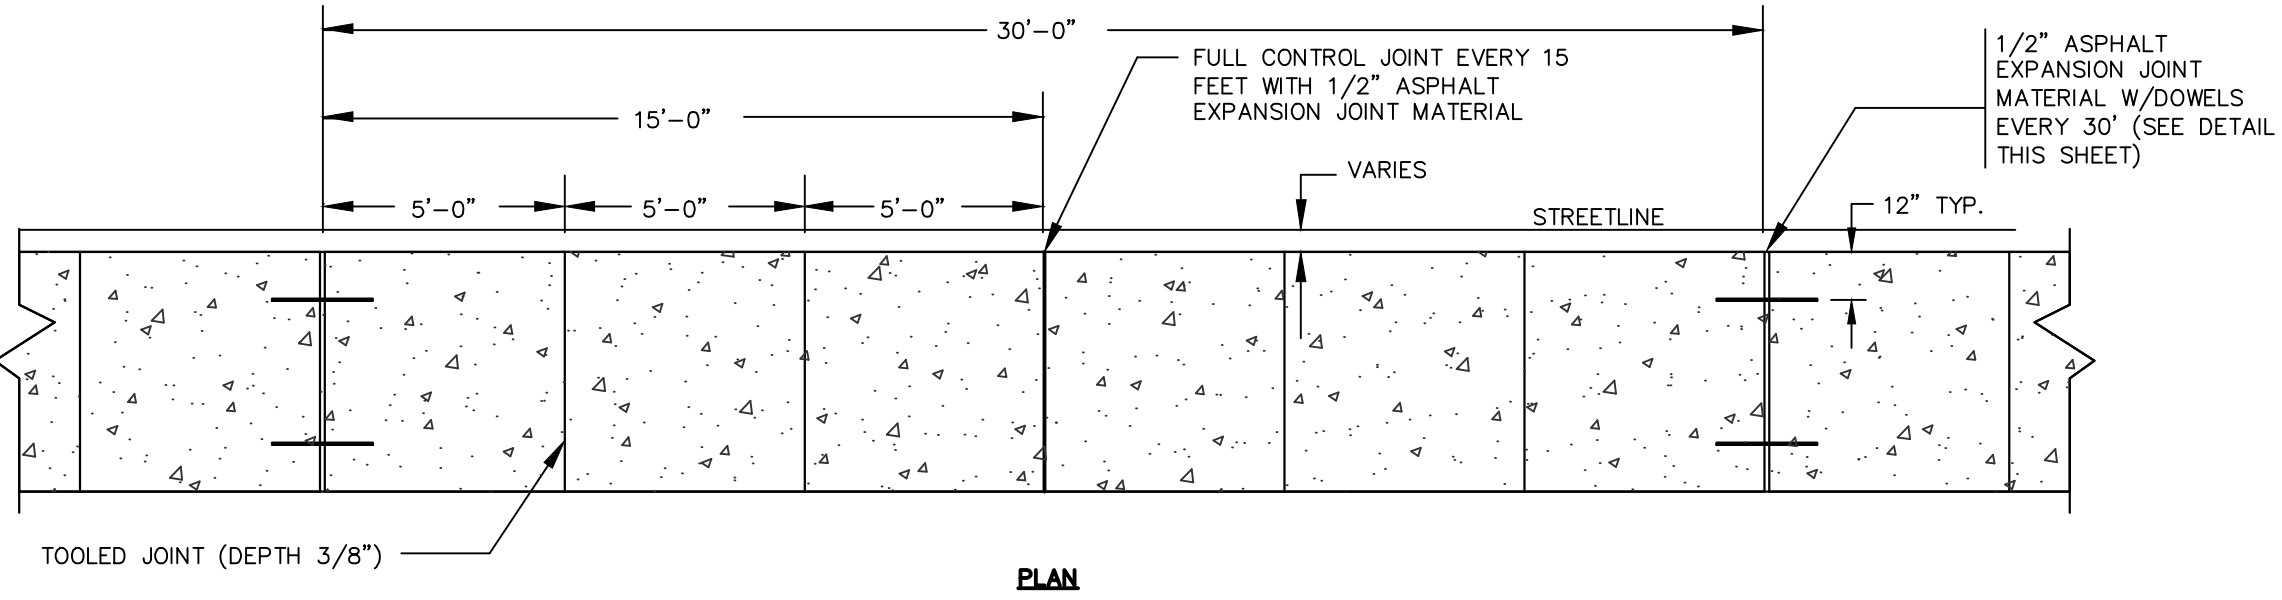 30'-0"
FULL CONTROL JOINT EVERY 15
FEET WITH 1/2" ASPHALT
EXPANSION JOINT MATERIAL
1/2" ASPHALT
EXPANSION JOINT
MATERIAL W/DOWELS
EVERY 30' (SEE DETAIL
THIS SHEET)
15'-0"
VARIES
5'-0"
5'-0"
5'-0"
STREETLINE
12" TYP.
TOOLED JOINT (DEPTH 3/8")
PLAN